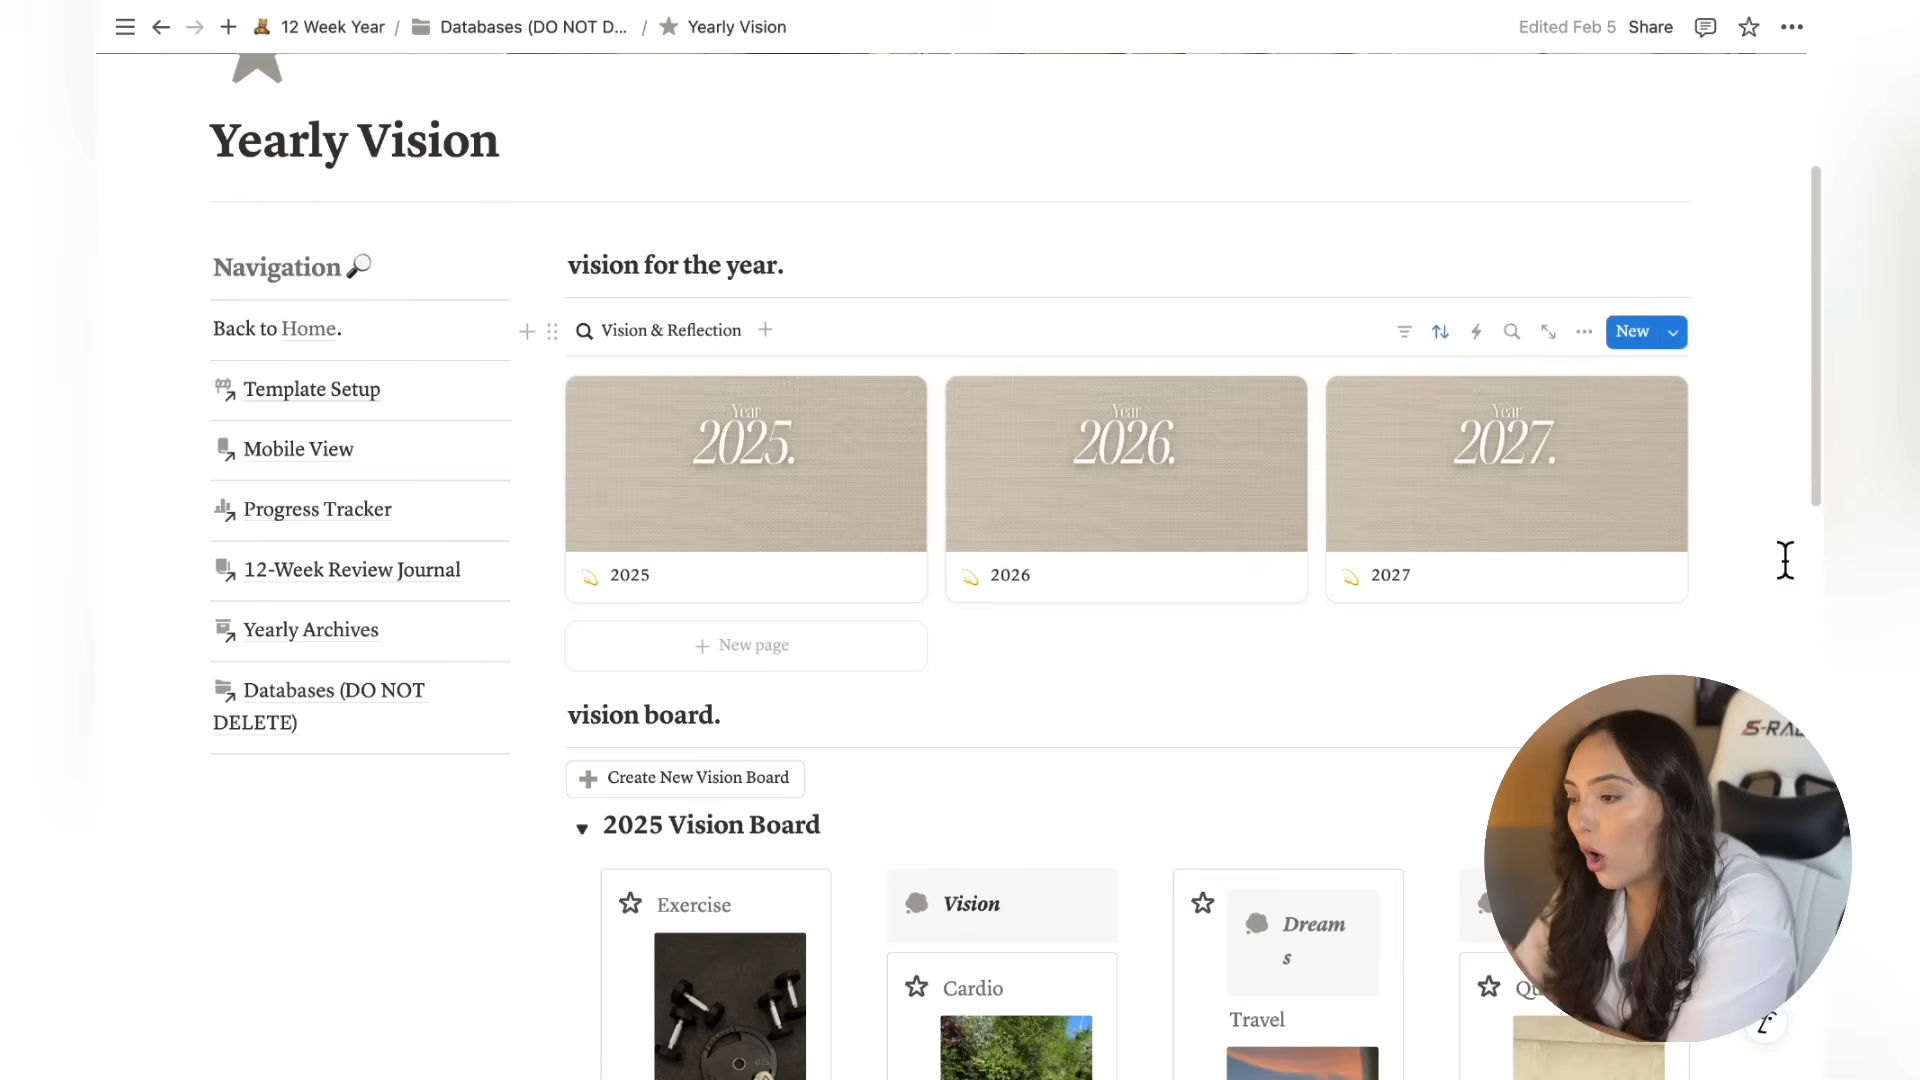 12 Week Year / Databases (DO NOT D... / Yearly Vision
Edited Feb 5 Share
Yearly Vision
Navigation
Back to Home.
Template Setup
Mobile View
Progress Tracker
12-Week Review Journal
Yearly Archives
Databases (DO NOT
DELETE)
vision for the year.
Vision & Reflection
New
Year
2025.
Year
2026.
Year
2027.
2025
2026
2027
New page
vision board.
Create New Vision Board
2025 Vision Board
Exercise
Vision
Cardio
Dream
s
Travel